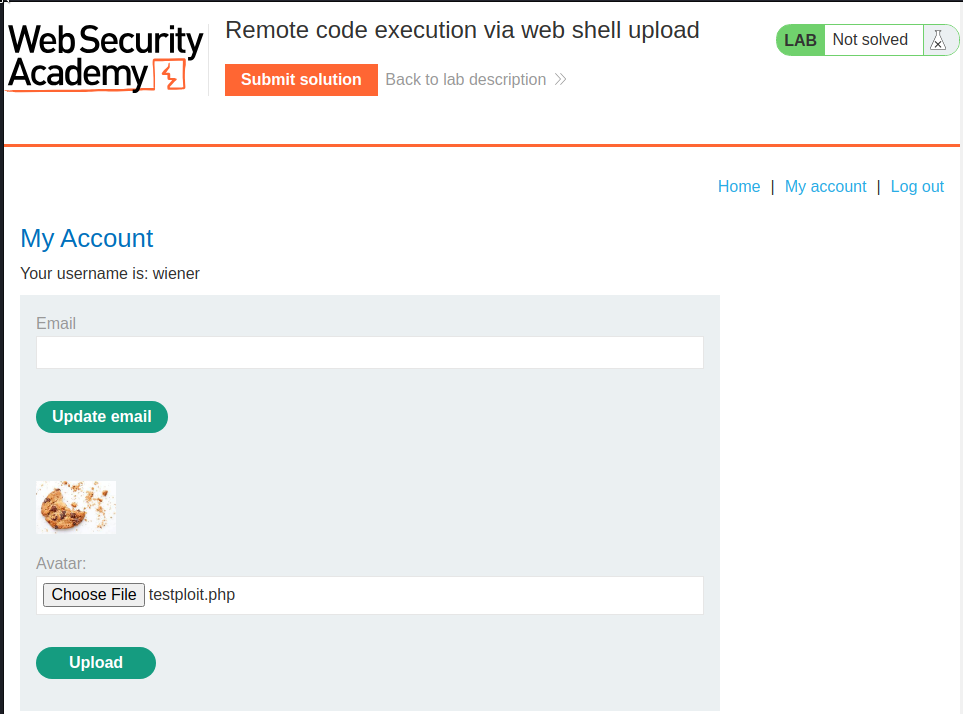 Web Security
Academy
Remote code execution via web shell upload
LAB Not solved
Submit solution Back to lab description
Home | My account | Log out
My Account
Your username is: wiener
Email
Update email
Avatar:
Choose File testploit.php
Upload